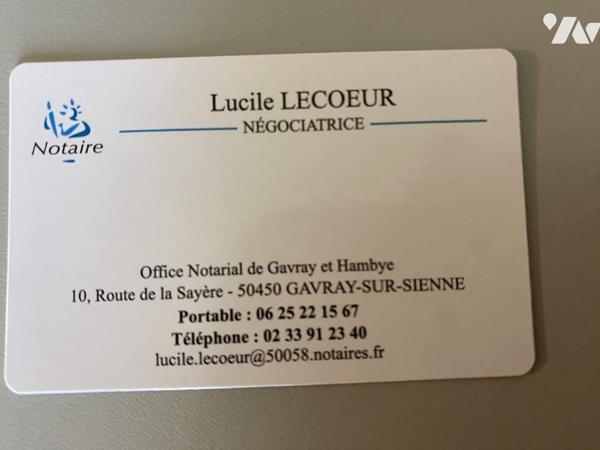 Lucile LECOEUR
NÉGOCIATRICE
Notaire
Office Notarial de Gavray et Hambye
10, Route de la Sayère - 50450 GAVRAY-SUR-SIENNE
Portable : 06 25 22 15 67
Téléphone : 02 33 91 23 40
lucile.lecoeur@50058.notaires.fr